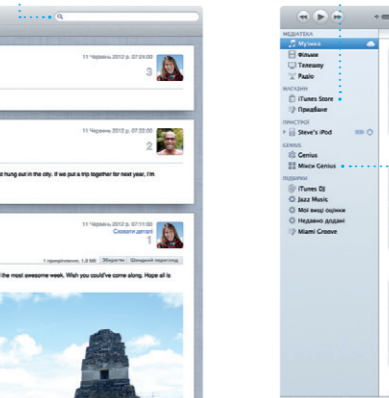 11 Червень 2012 р. 07:24:00
3
11 Червень 2012 р. 07:22:00
2
t hung out in the city. If we put a trip together for next year, I'm
11 Червень 2012 р. 07:11:00
Сховати деталі
1
1 прикріплення, 1,0 МБ Зберегти Швидкий перегляд
d the most awesome week. Wish you could've come along. Hope all is
МЕДІАТЕКА
Музика
Фільми
Телешоу
Радіо
МАГАЗИН
iTunes Store
Придбане
ПРИСТРОЇ
Steve's iPod
GENIUS
Genius
Мікси Genius
ПІДБІРКИ
iTunes DJ
Jazz Music
Мої вищі оцінки
Недавно додані
Miami Groove